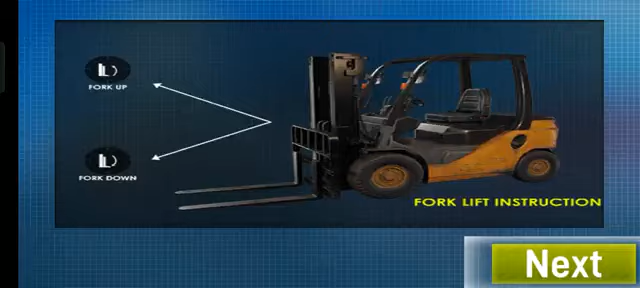 FORK UP
FORK DOWN
FORK LIFT INSTRUCTION
Next